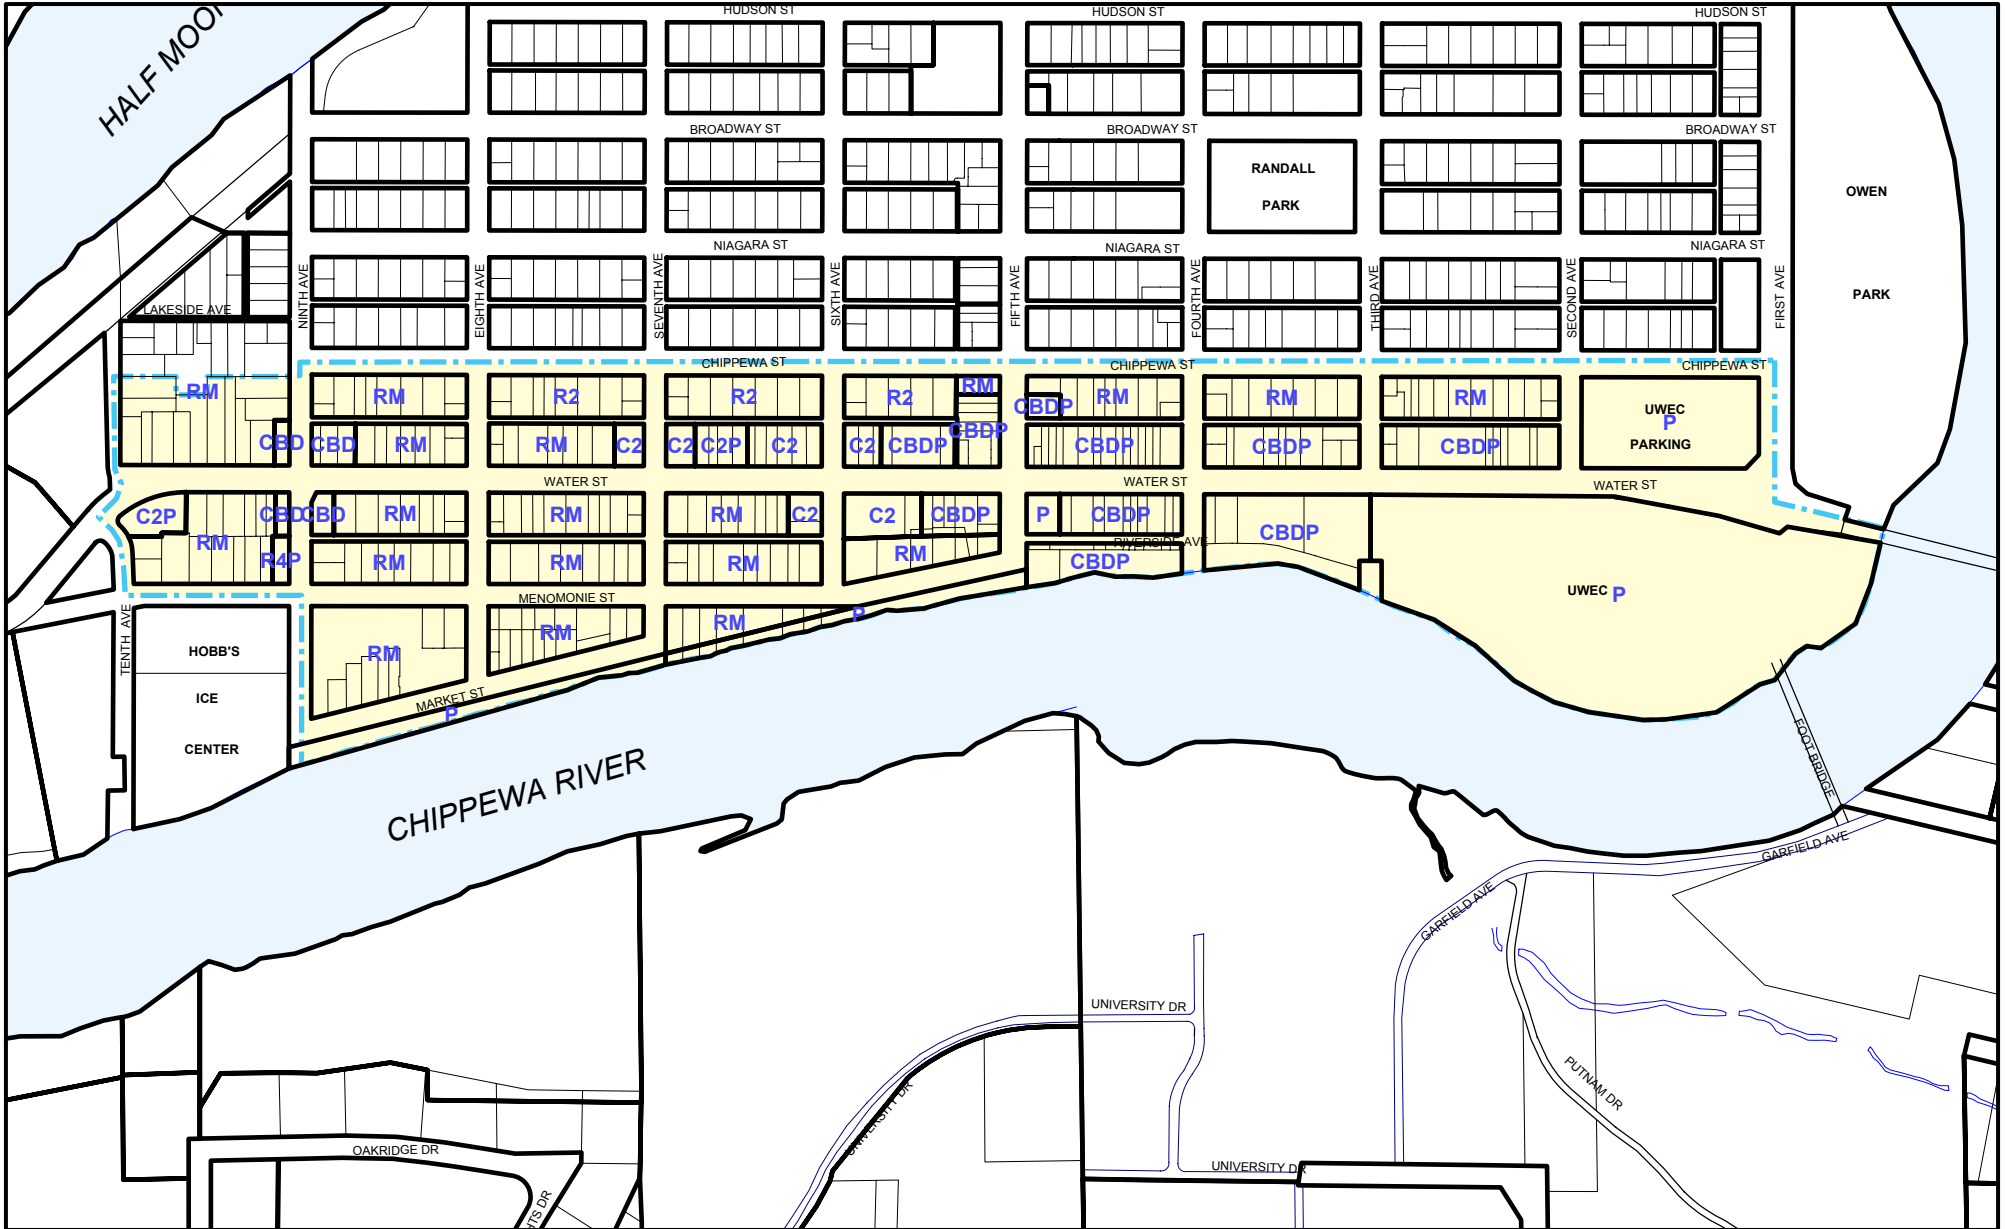 HUDSON ST
HUDSON ST
HUDSON ST
BROADWAY ST
BROADWAY ST
BROADWAY ST
RANDALL
PARK
OWEN
PARK
NIAGARA ST
NIAGARA ST
NIAGARA ST
LAKESIDE AVE
NINTH AVE
EIGHTH AVE
SEVENTH AVE
SIXTH AVE
FIFTH AVE
FOURTH AVE
THIRD AVE
SECOND AVE
FIRST AVE
CHIPPEWA ST
CHIPPEWA ST
CHIPPEWA ST
RM
RM
R2
R2
R2
RM
CBDP
RM
RM
RM
UWEC
P
PARKING
CBD
CBD
RM
RM
C2
C2
C2P
C2
C2
CBDP
CBDP
CBDP
CBDP
CBDP
WATER ST
WATER ST
WATER ST
C2P
CBD
CBD
RM
RM
RM
C2
C2
CBDP
P
CBDP
CBDP
RM
R4P
RM
RM
RM
RM
RIVERSIDE AVE
CBDP
UWEC
P
MENOMONIE ST
TENTH AVE
HOBB'S
ICE
CENTER
RM
RM
RM
P
MARKET ST
P
CHIPPEWA RIVER
FOOT BRIDGE
GARFIELD AVE
GARFIELD AVE
UNIVERSITY DR
UNIVERSITY DR
PUTNAM DR
OAKRIDGE DR
UNIVERSITY DR